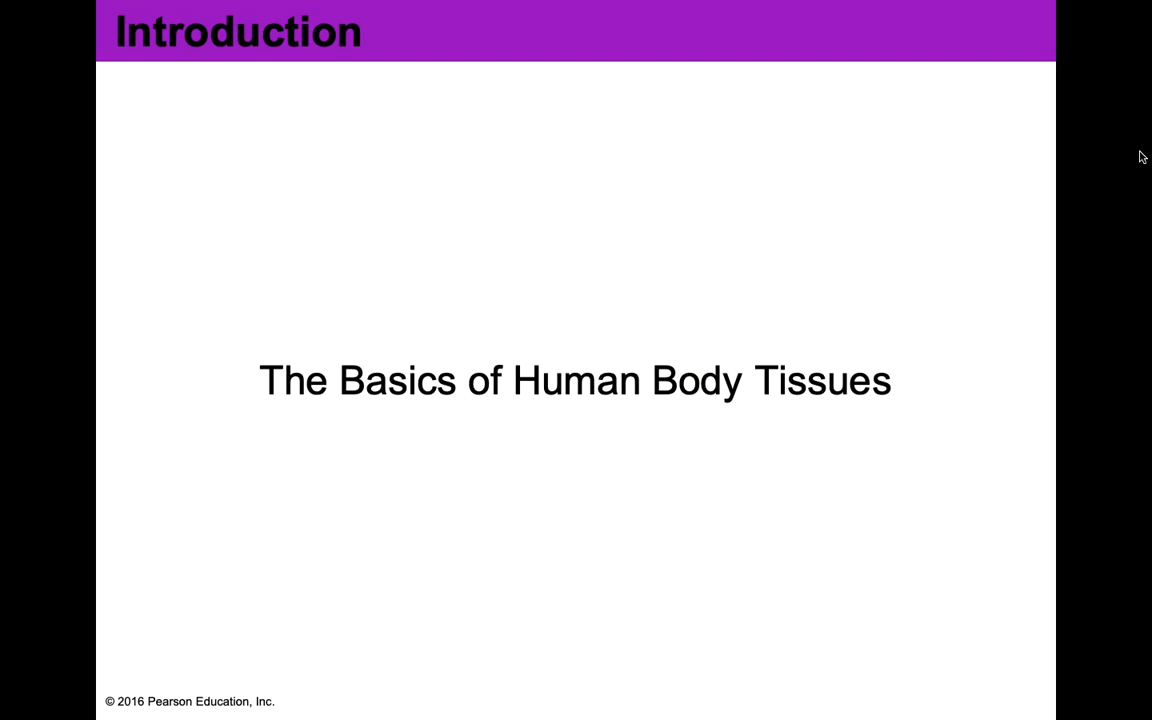 Introduction
The Basics of Human Body Tissues
© 2016 Pearson Education, Inc.